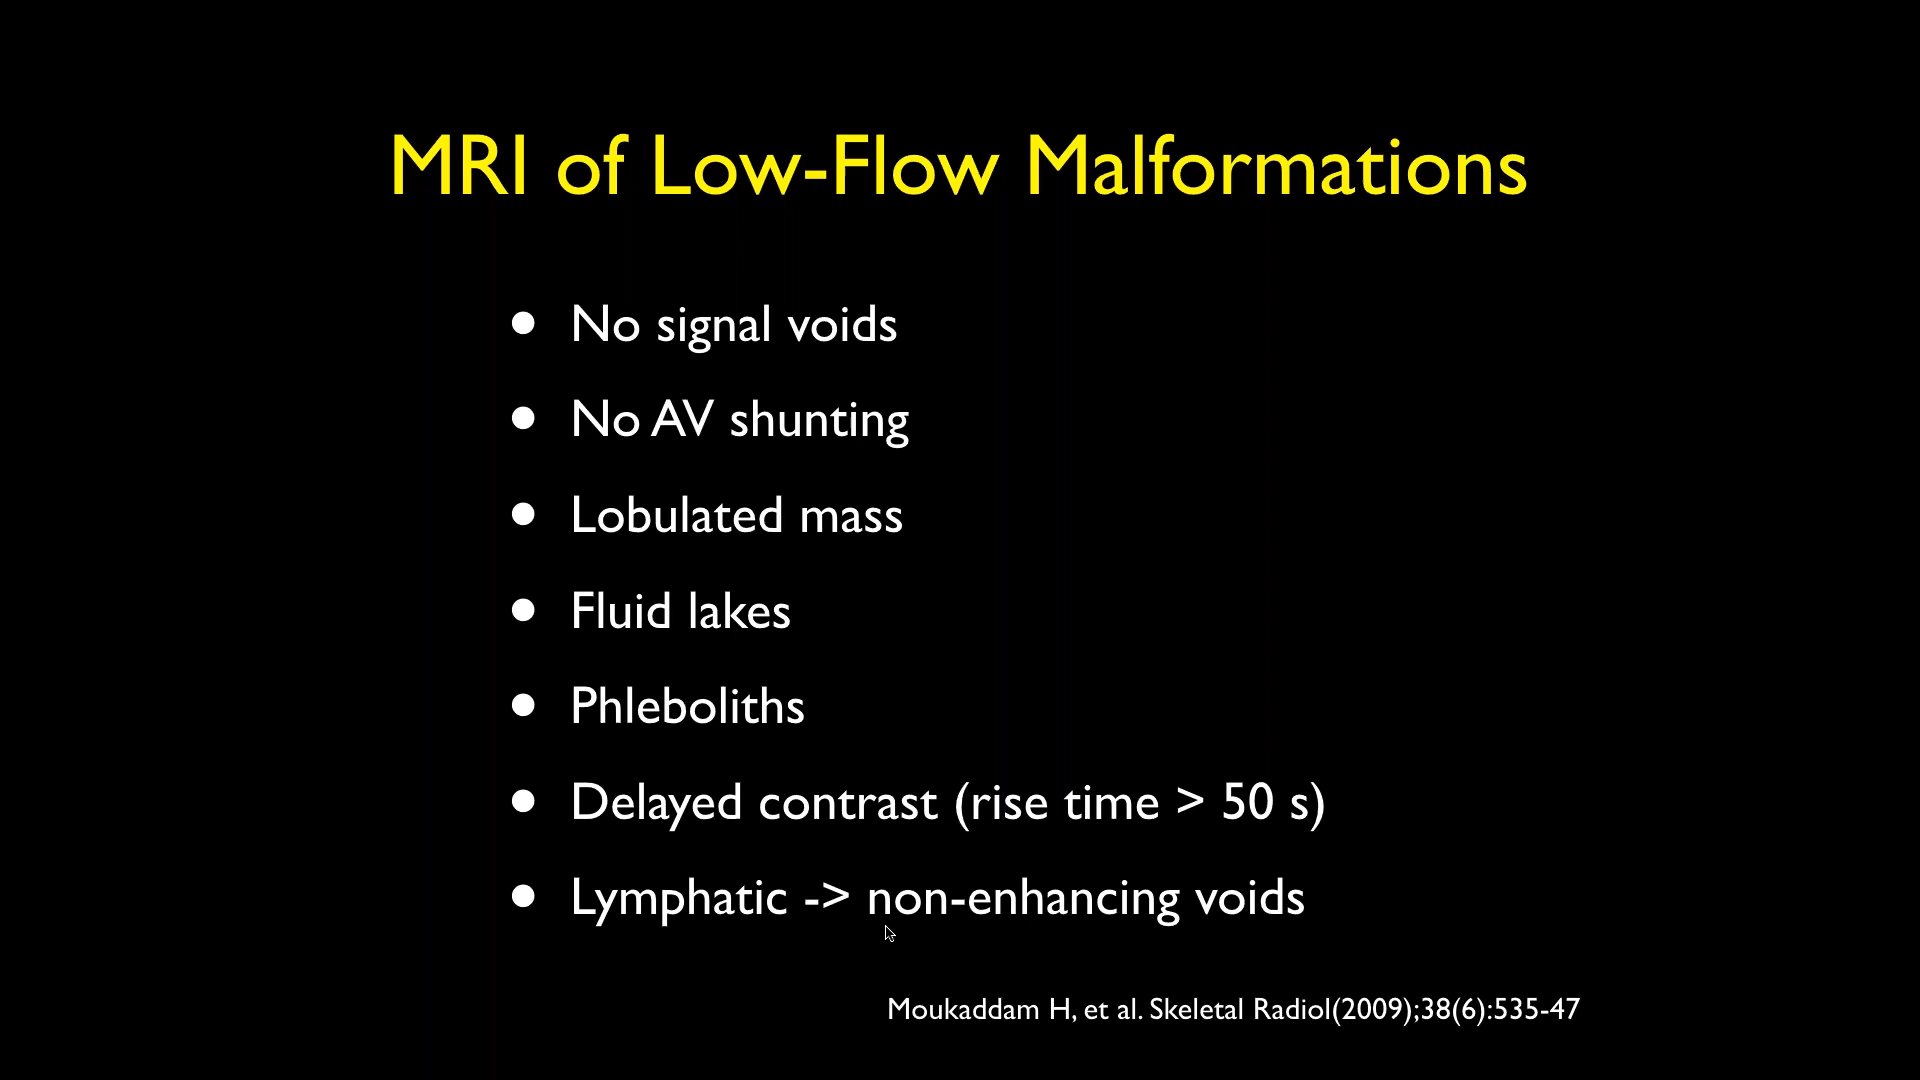 MRI of Low-Flow Malformations
• No signal voids
• No AV shunting
• Lobulated mass
• Fluid lakes
• Phleboliths
• Delayed contrast (rise time > 50 s)
• Lymphatic -> non-enhancing voids
Moukaddam H, et al. Skeletal Radiol(2009);38(6):535-47